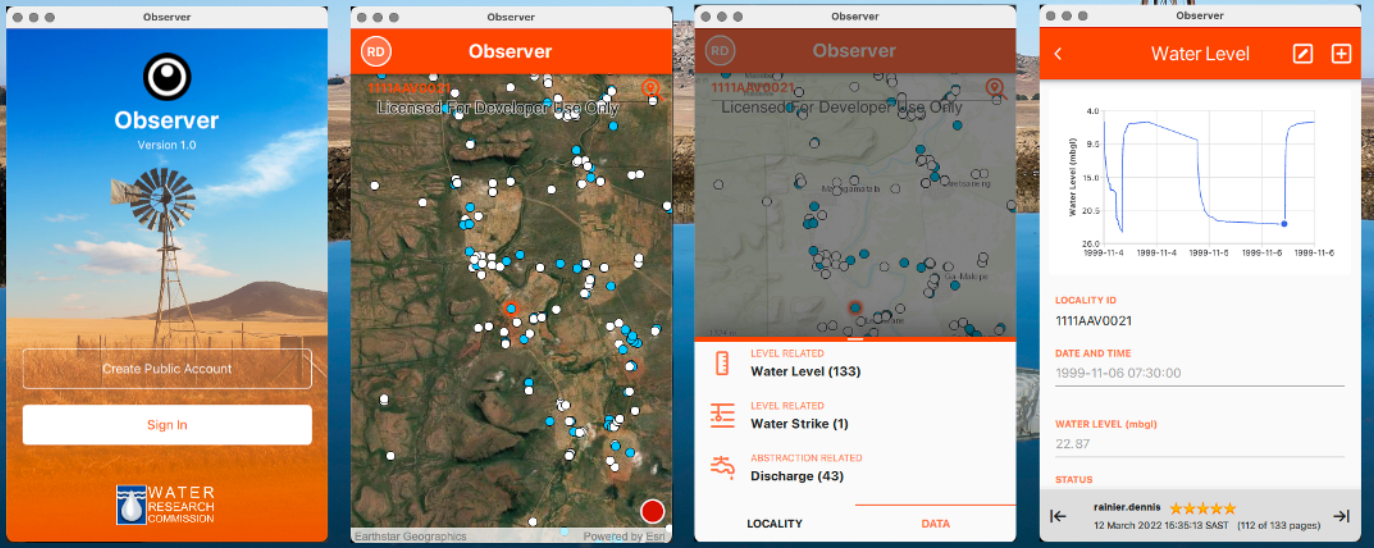 Observer
Observer
Version 1.0
Create Public Account
Sign In
WATER
RESEARCH
COMMISSION
Observer
RD
Observer
1111AAV0021
Licensed For Developer Use Only
Earthstar Geographics
Powered by Esri
Observer
RD
Observer
1111AAV0021
Licensed For Developer Use Only
LEVEL RELATED
Water Level (133)
LEVEL RELATED
Water Strike (1)
ABSTRACTION RELATED
Discharge (43)
LOCALITY
DATA
Observer
Water Level
Water Level (mbgl)
4.0
9.5
15.0
20.5
26.0
1999-11-4
1999-11-4
1999-11-5
1999-11-6
1999-11-6
LOCALITY ID
1111AAV0021
DATE AND TIME
1999-11-06 07:30:00
WATER LEVEL (mbgl)
22.87
STATUS
rainier.dennis
12 March 2022 15:35:13 SAST (112 of 133 pages)